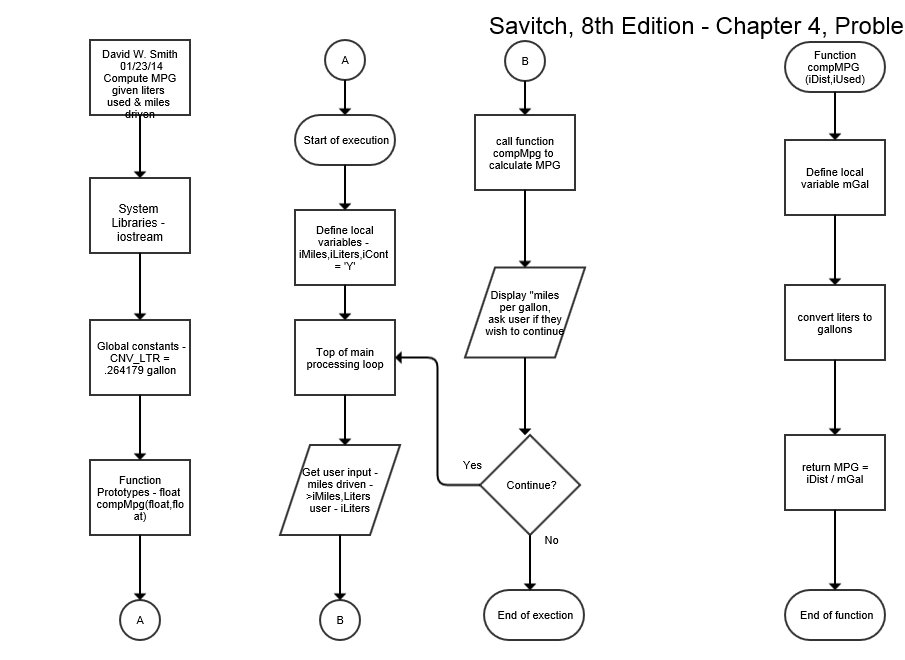 Savitch, 8th Edition - Chapter 4, Proble
David W. Smith
01/23/14
Compute MPG
given liters
used & miles
driven
System
Libraries -
iostream
Global constants -
CNV_LTR =
.264179 gallon
Function
Prototypes - float
compMpg(float,flo
at)
A
A
Start of execution
Define local
variables -
iMiles,iLiters,iCont
= 'Y'
Top of main
processing loop
Get user input -
miles driven -
>iMiles,Liters
user - iLiters
B
B
call function
compMpg to
calculate MPG
Display "miles
per gallon,
ask user if they
wish to continue
Continue?
Yes
No
End of exection
Function
compMPG
(iDist,iUsed)
Define local
variable mGal
convert liters to
gallons
return MPG =
iDist / mGal
End of function